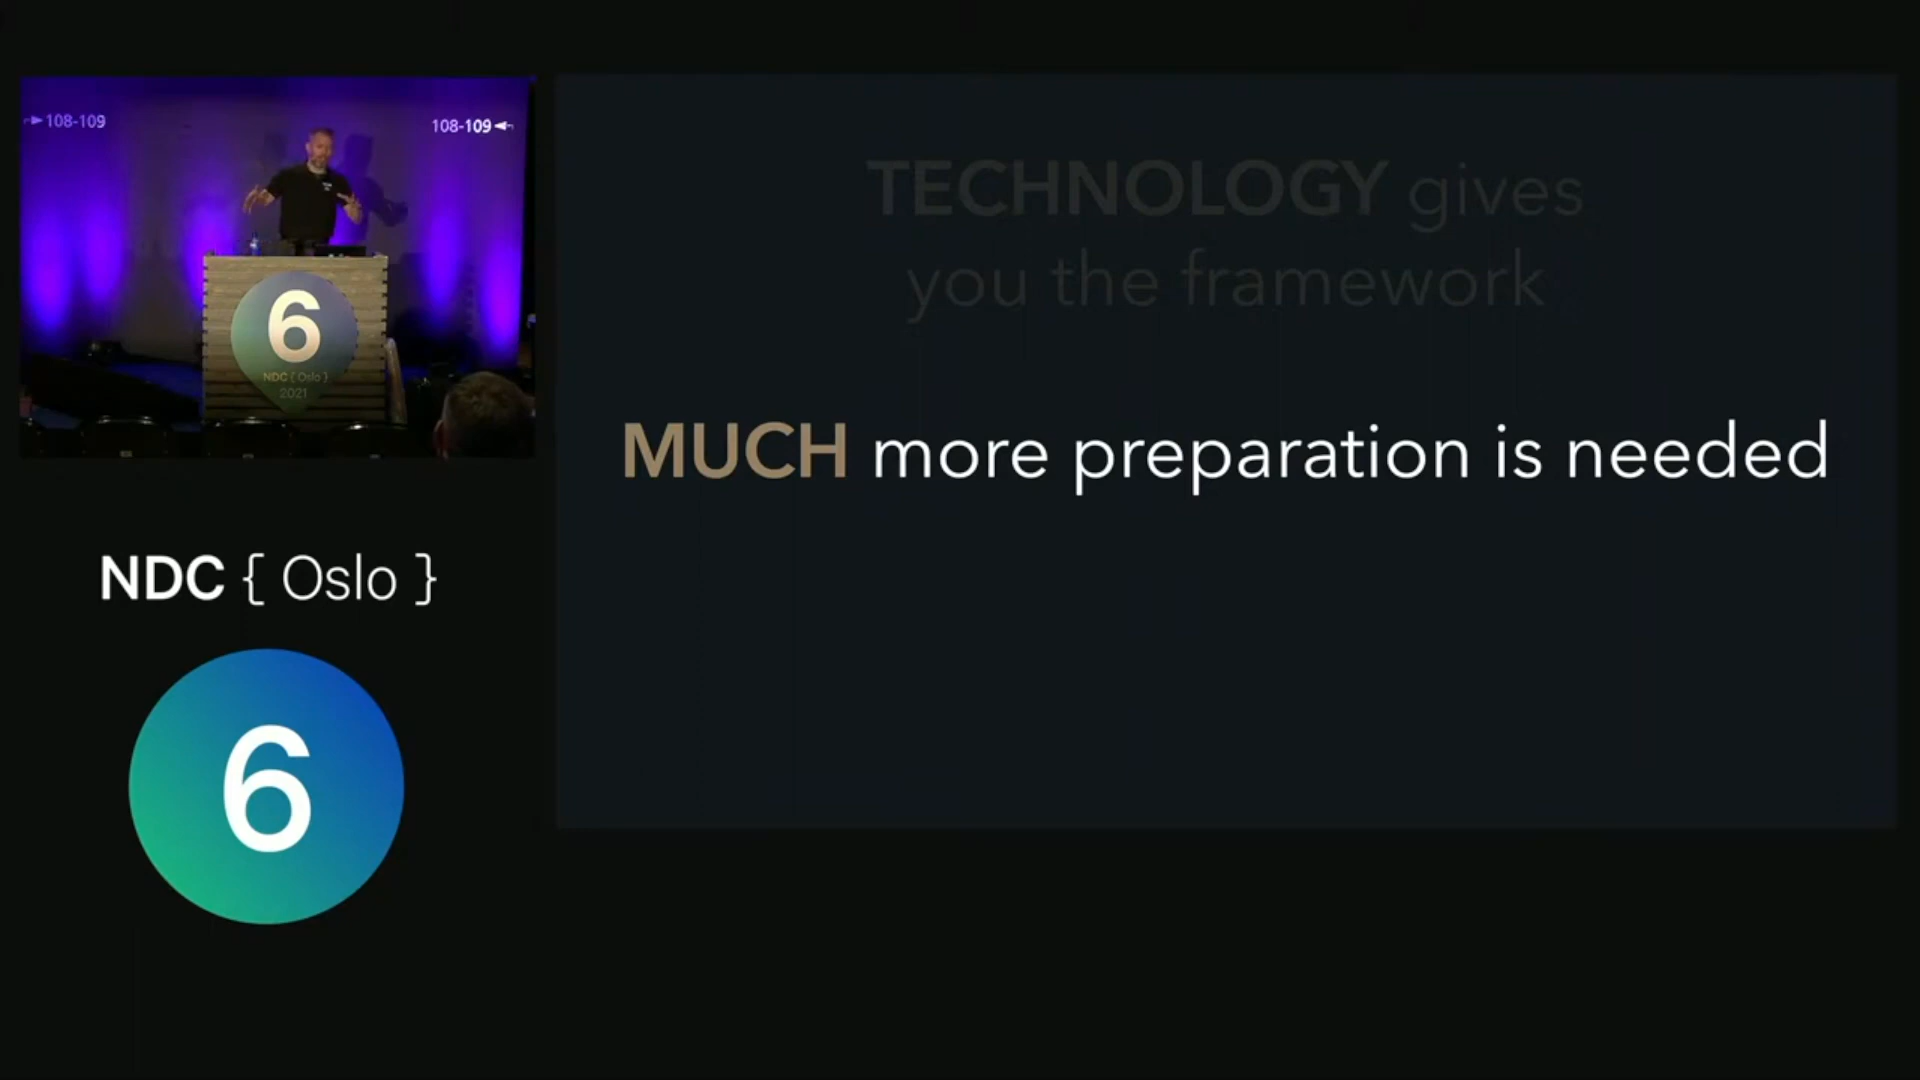 108-109
108-109
6
NDC { Oslo }
2021
TECHNOLOGY gives
you the framework
MUCH more preparation is needed
NDC { Oslo }
6